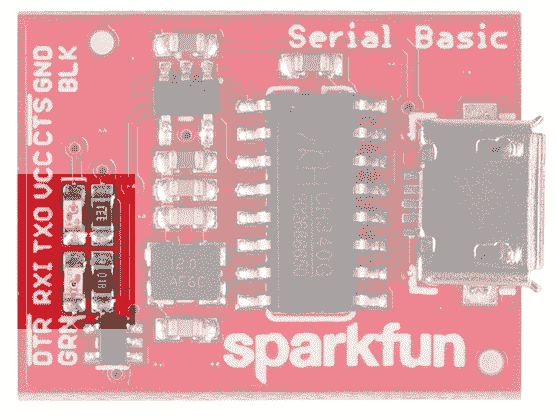 Serial Basic
GND
BLK
CTS
VCC
TXO
RXI
DTR
GRN
CH340G
sparkfun